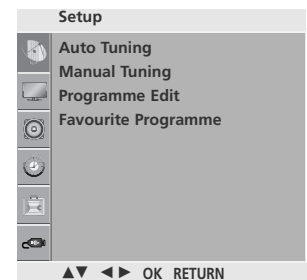 Setup
Auto Tuning
Manual Tuning
Programme Edit
Favourite Programme
▲▼ ◄► OK RETURN